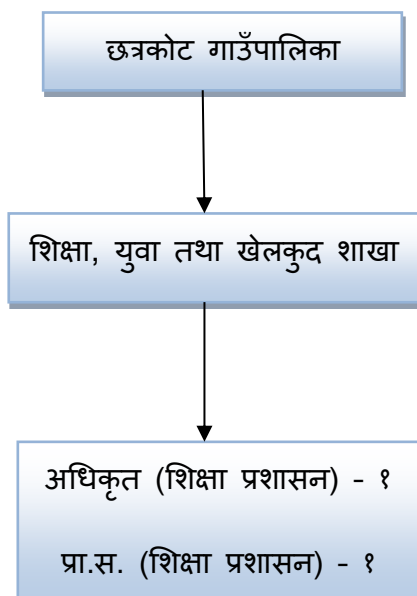 छत्रकोट गाउँपालिका
शिक्षा, युवा तथा खेलकुद शाखा
अधिकृत (शिक्षा प्रशासन) - १
प्रा.स. (शिक्षा प्रशासन) - १